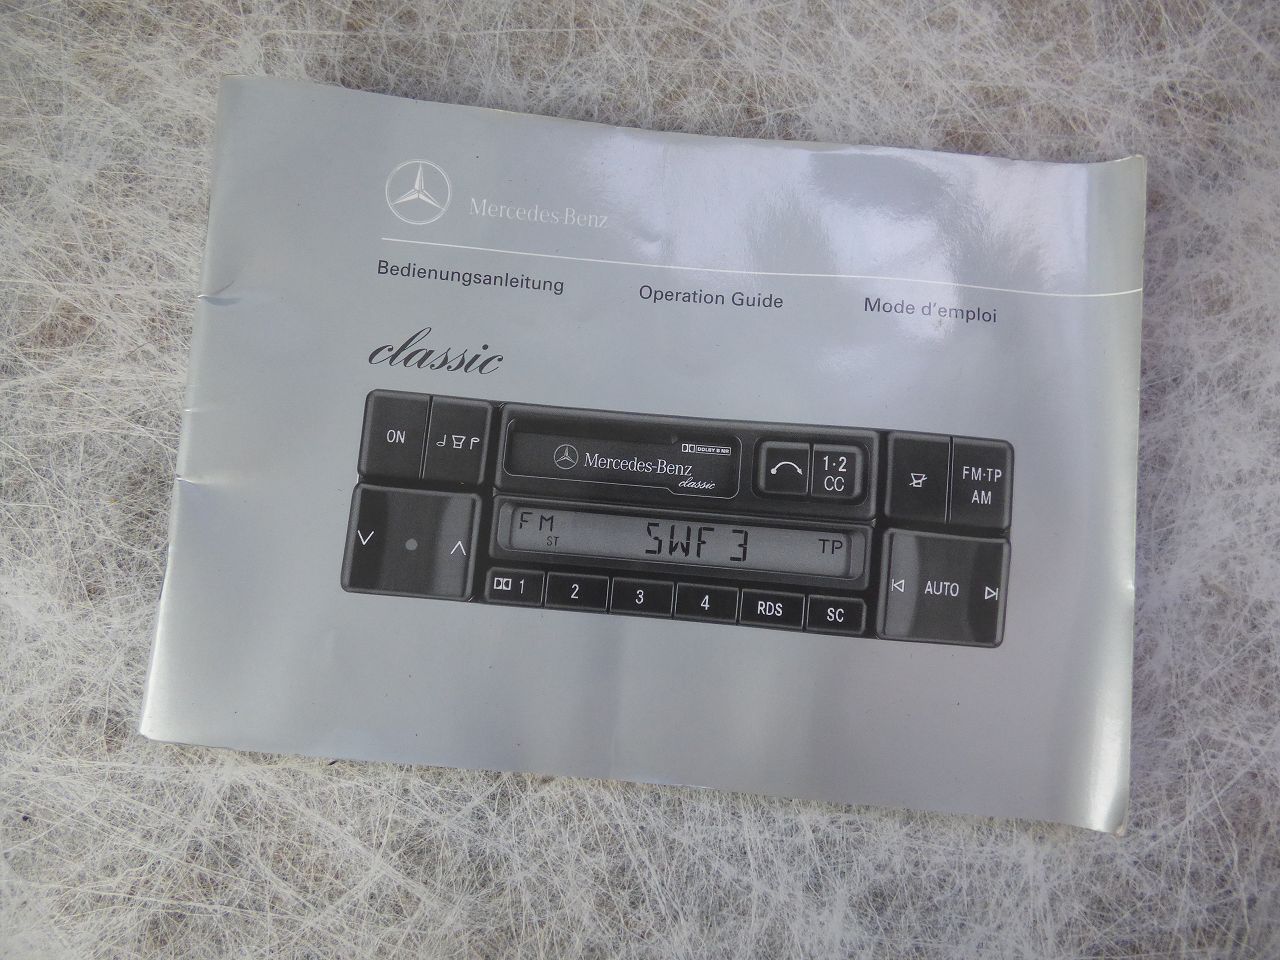 Mercedes-Benz
Bedienungsanleitung Operation Guide Mode d'emploi
classic
ON
DOLBY B NR
Mercedes-Benz
classic
1·2
CC
FM·TP
AM
FM
ST
SWF 3
TP
AUTO
1 2 3 4 RDS SC